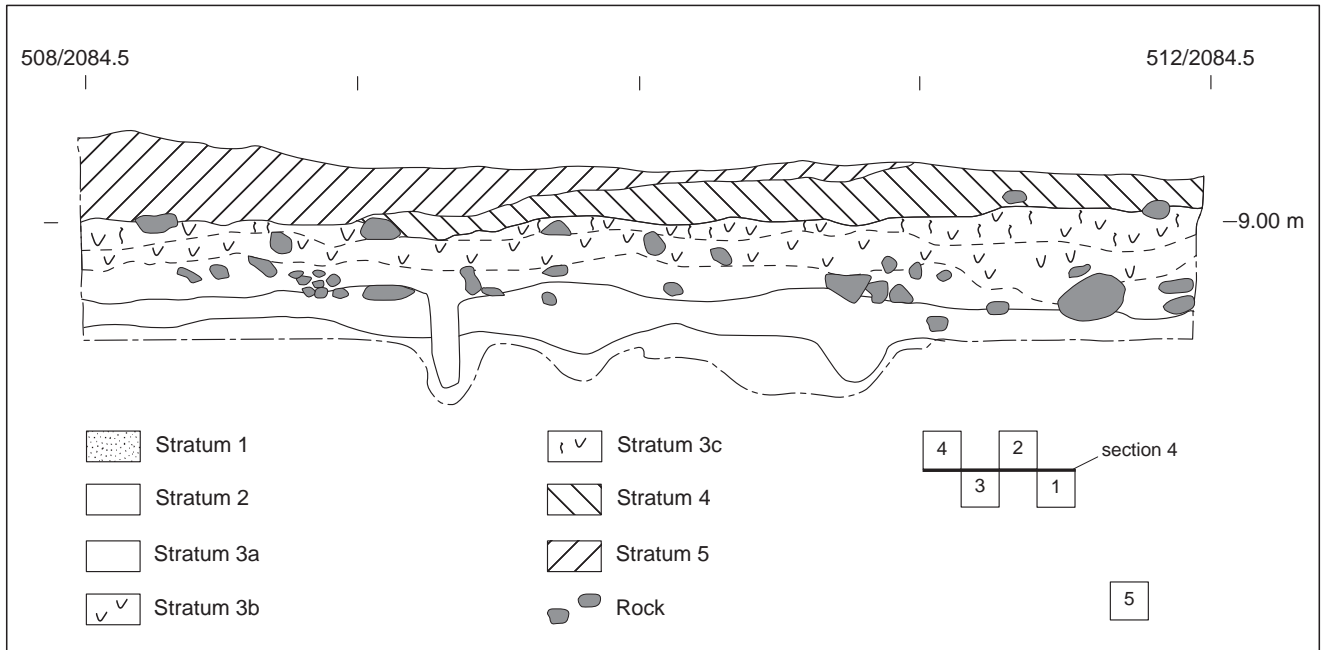 508/2084.5
512/2084.5
9.00 m
Stratum 1
Stratum 2
Stratum 3a
Stratum 3b
Stratum 3c
Stratum 4
Stratum 5
Rock
4
2
section 4
3
1
5